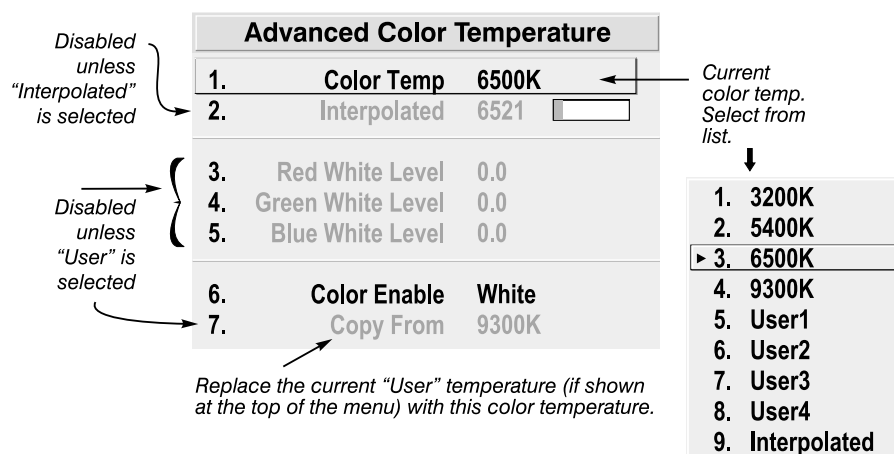 Advanced Color Temperature
Disabled
unless
“Interpolated”
is selected
1. Color Temp 6500K
2. Interpolated 6521
Current
color temp.
Select from
list.
Disabled
unless
“User” is
selected
3. Red White Level 0.0
4. Green White Level 0.0
5. Blue White Level 0.0
6. Color Enable White
7. Copy From 9300K
Replace the current “User” temperature (if shown
at the top of the menu) with this color temperature.
1. 3200K
2. 5400K
3. 6500K
4. 9300K
5. User1
6. User2
7. User3
8. User4
9. Interpolated